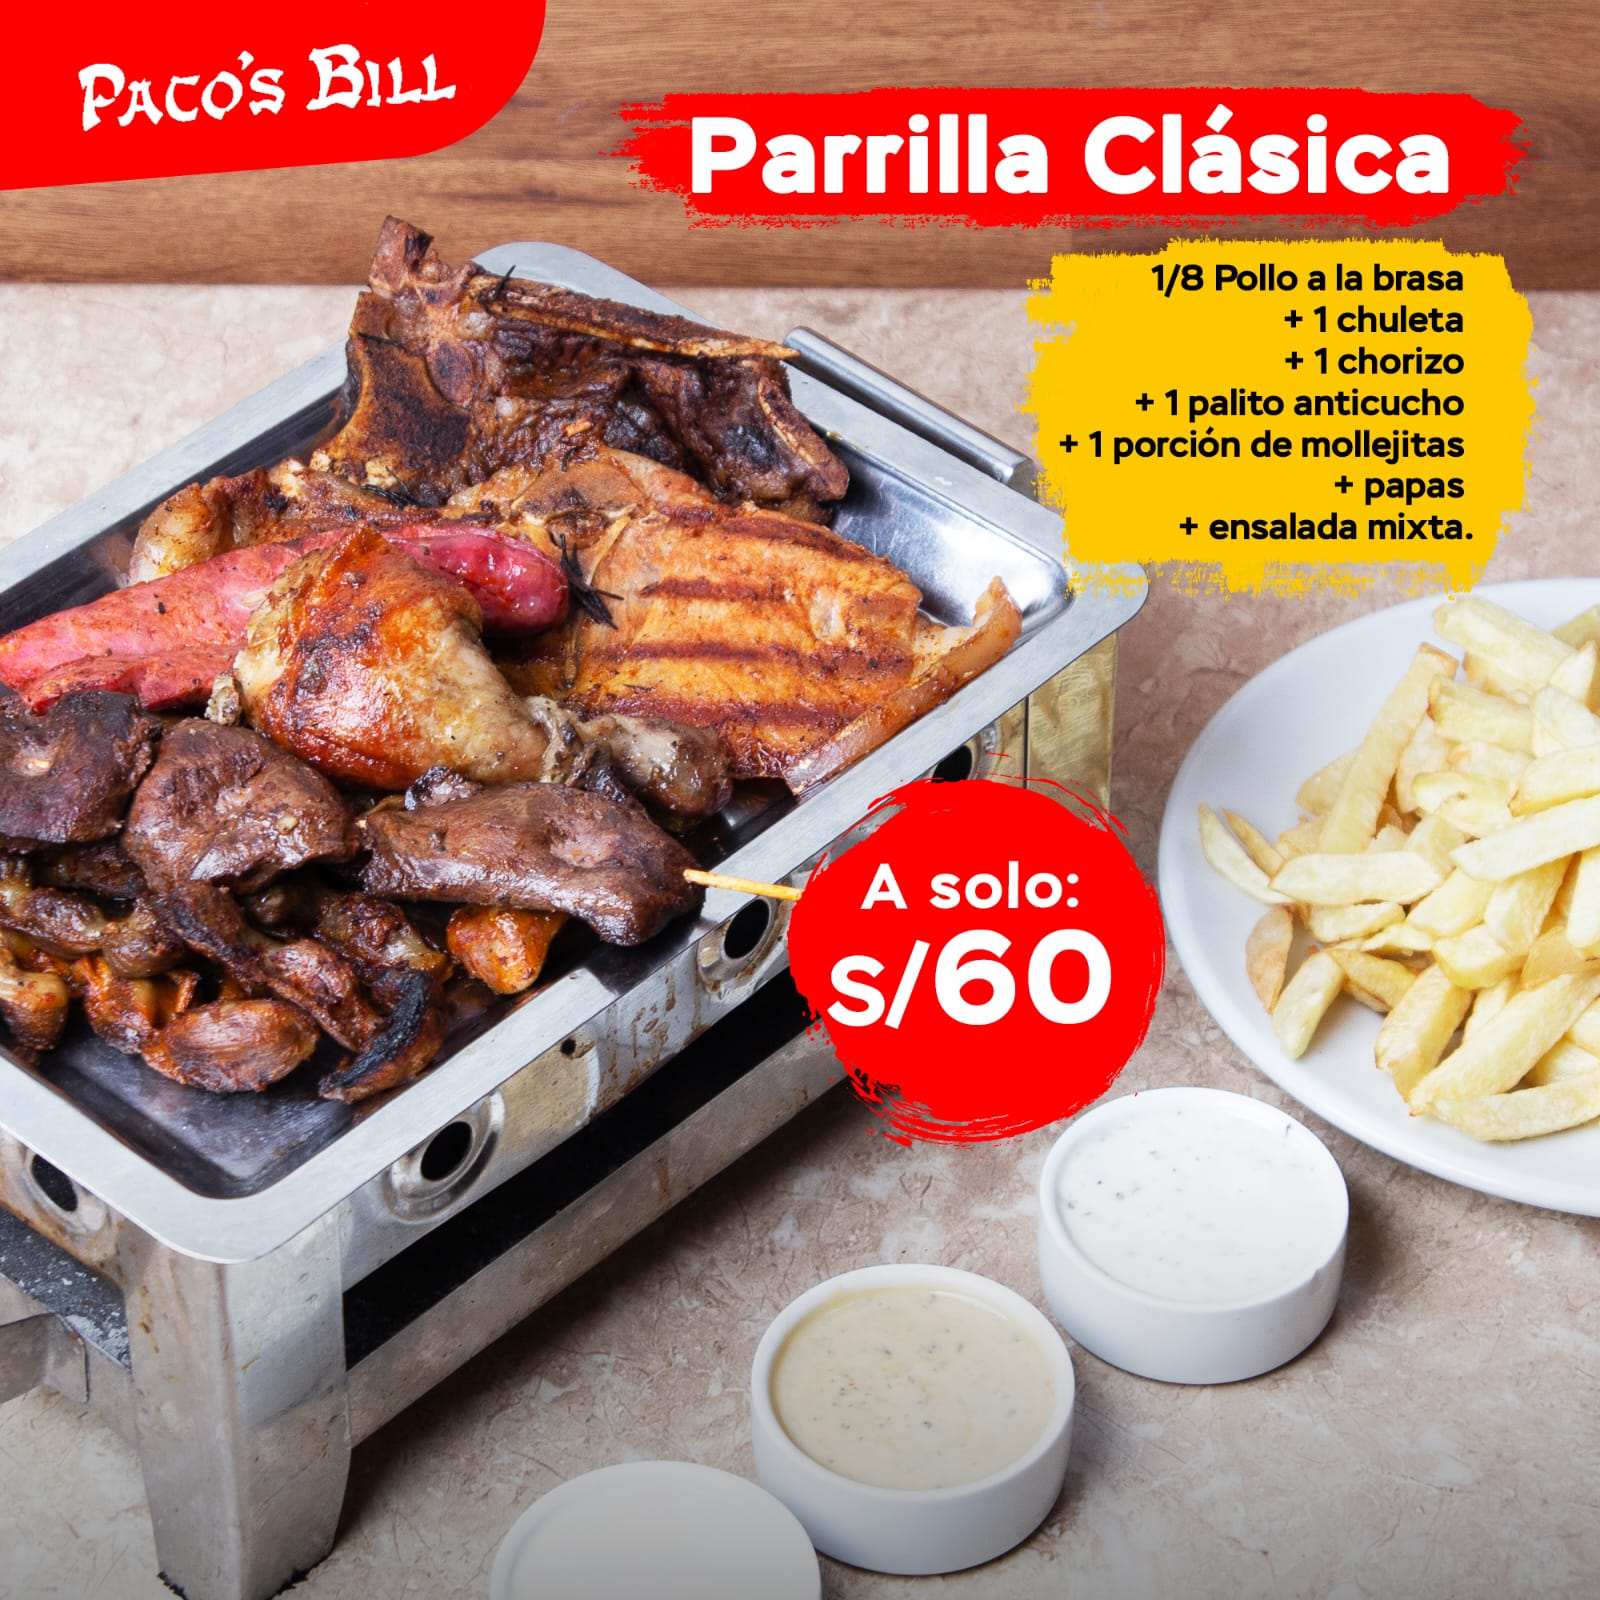 PACO'S BILL
Parrilla Clásica
1/8 Pollo a la brasa
+ 1 chuleta
+ 1 chorizo
+ 1 palito anticucho
+ 1 porción de mollejitas
+ papas
+ ensalada mixta.
A solo:
S/60